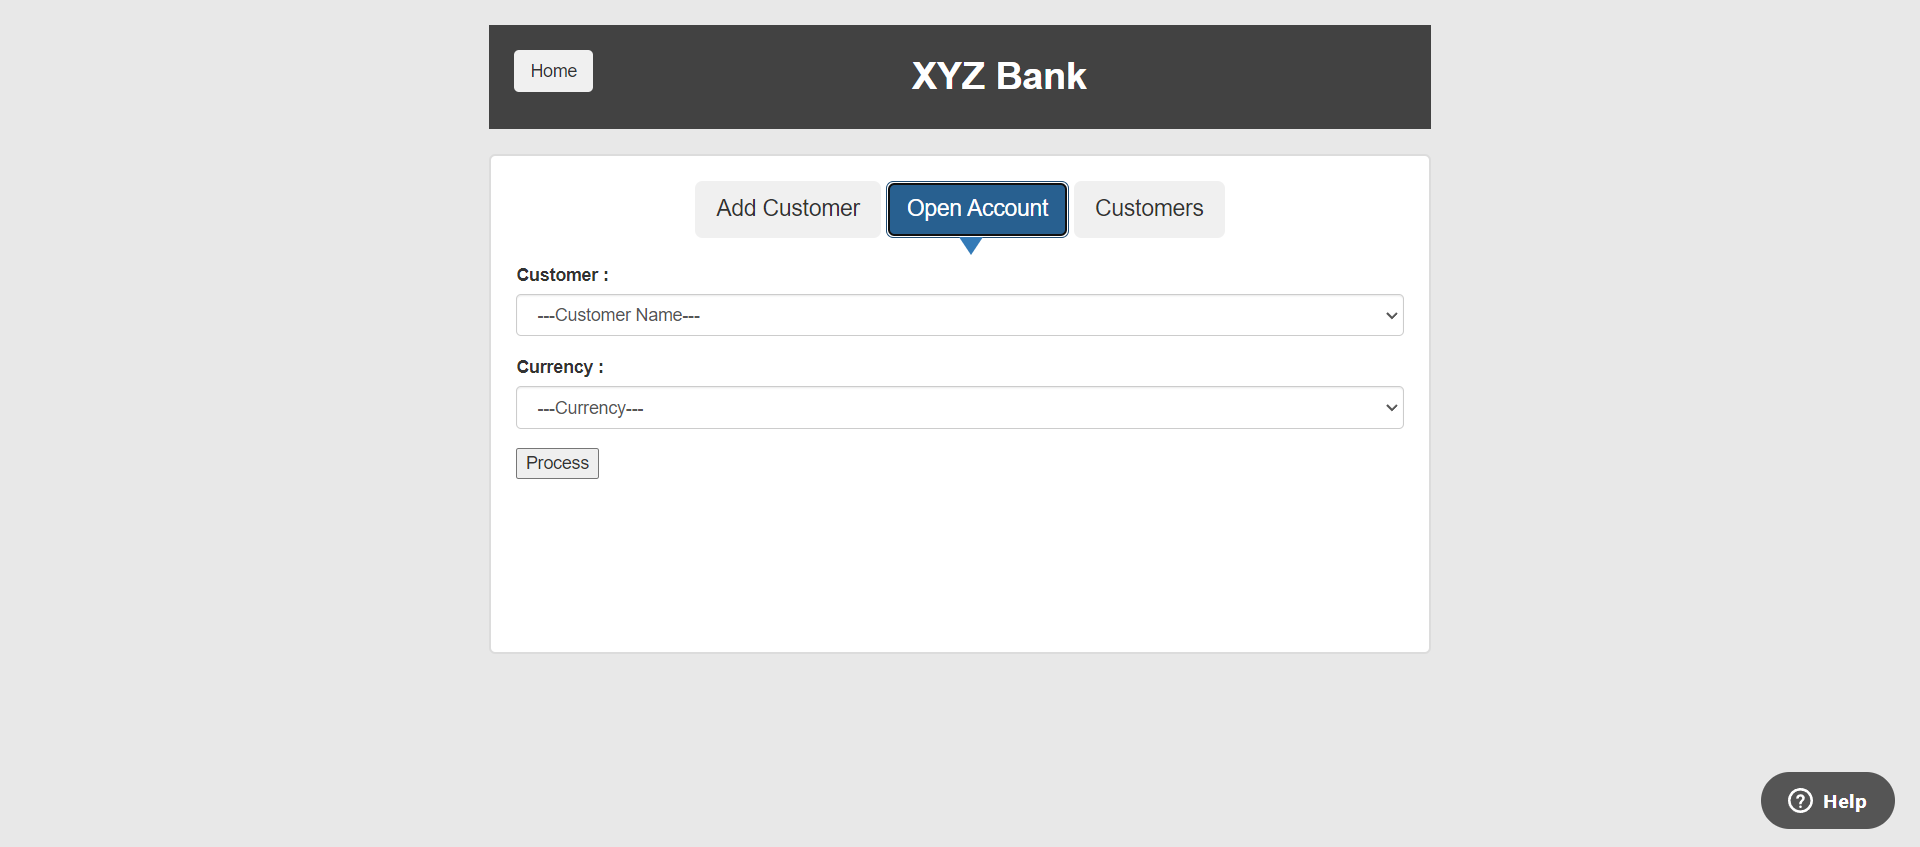 Home
XYZ Bank
Add Customer
Open Account
Customers
Customer :
---Customer Name---
Currency :
---Currency---
Process
Help